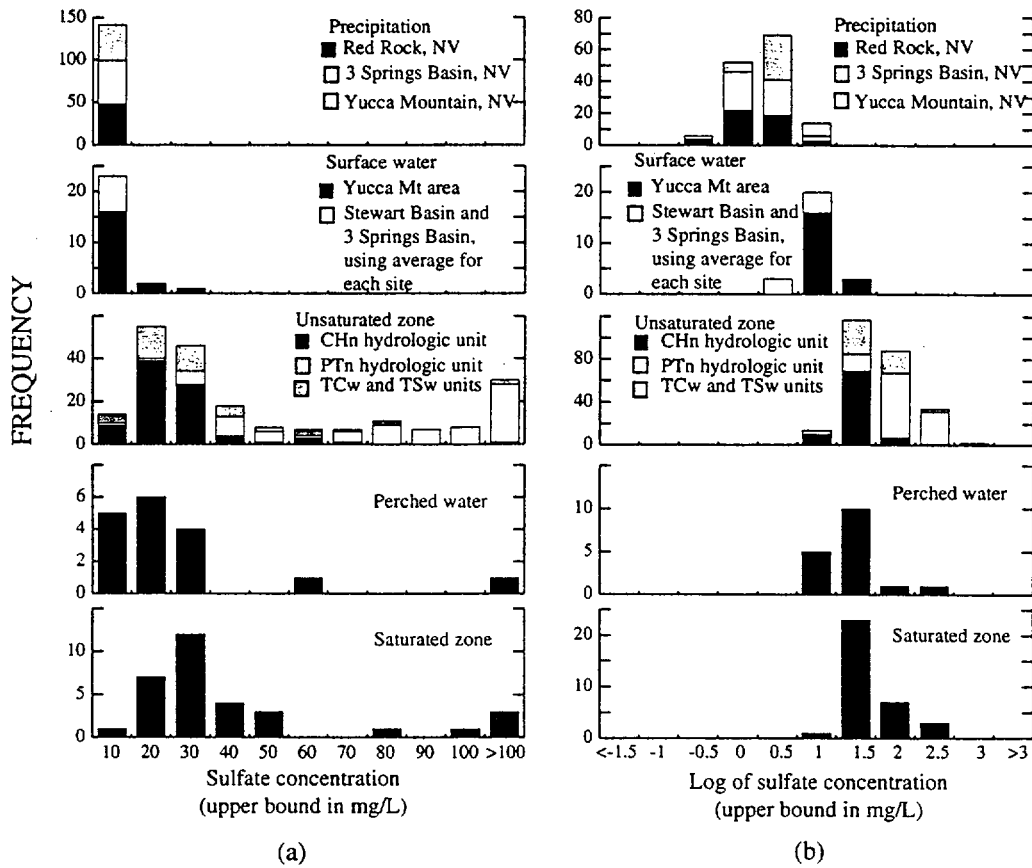 150
100
50
0
Precipitation
Red Rock, NV
3 Springs Basin, NV
Yucca Mountain, NV
20
10
0
Surface water
Yucca Mt area
Stewart Basin and
3 Springs Basin,
using average for
each site
40
20
0
Unsaturated zone
CHn hydrologic unit
PTn hydrologic unit
TCw and TSw units
6
4
2
0
Perched water
10
5
0
Saturated zone
10 20 30 40 50 60 70 80 90 100 >100
Sulfate concentration
(upper bound in mg/L)
(a)
FREQUENCY
80
60
40
20
0
Precipitation
Red Rock, NV
3 Springs Basin, NV
Yucca Mountain, NV
20
10
0
Surface water
Yucca Mt area
Stewart Basin and
3 Springs Basin,
using average for
each site
80
40
0
Unsaturated zone
CHn hydrologic unit
PTn hydrologic unit
TCw and TSw units
10
5
0
Perched water
20
10
0
Saturated zone
<-1.5 -1 -0.5 0 0.5 1 1.5 2 2.5 3 >3
Log of sulfate concentration
(upper bound in mg/L)
(b)